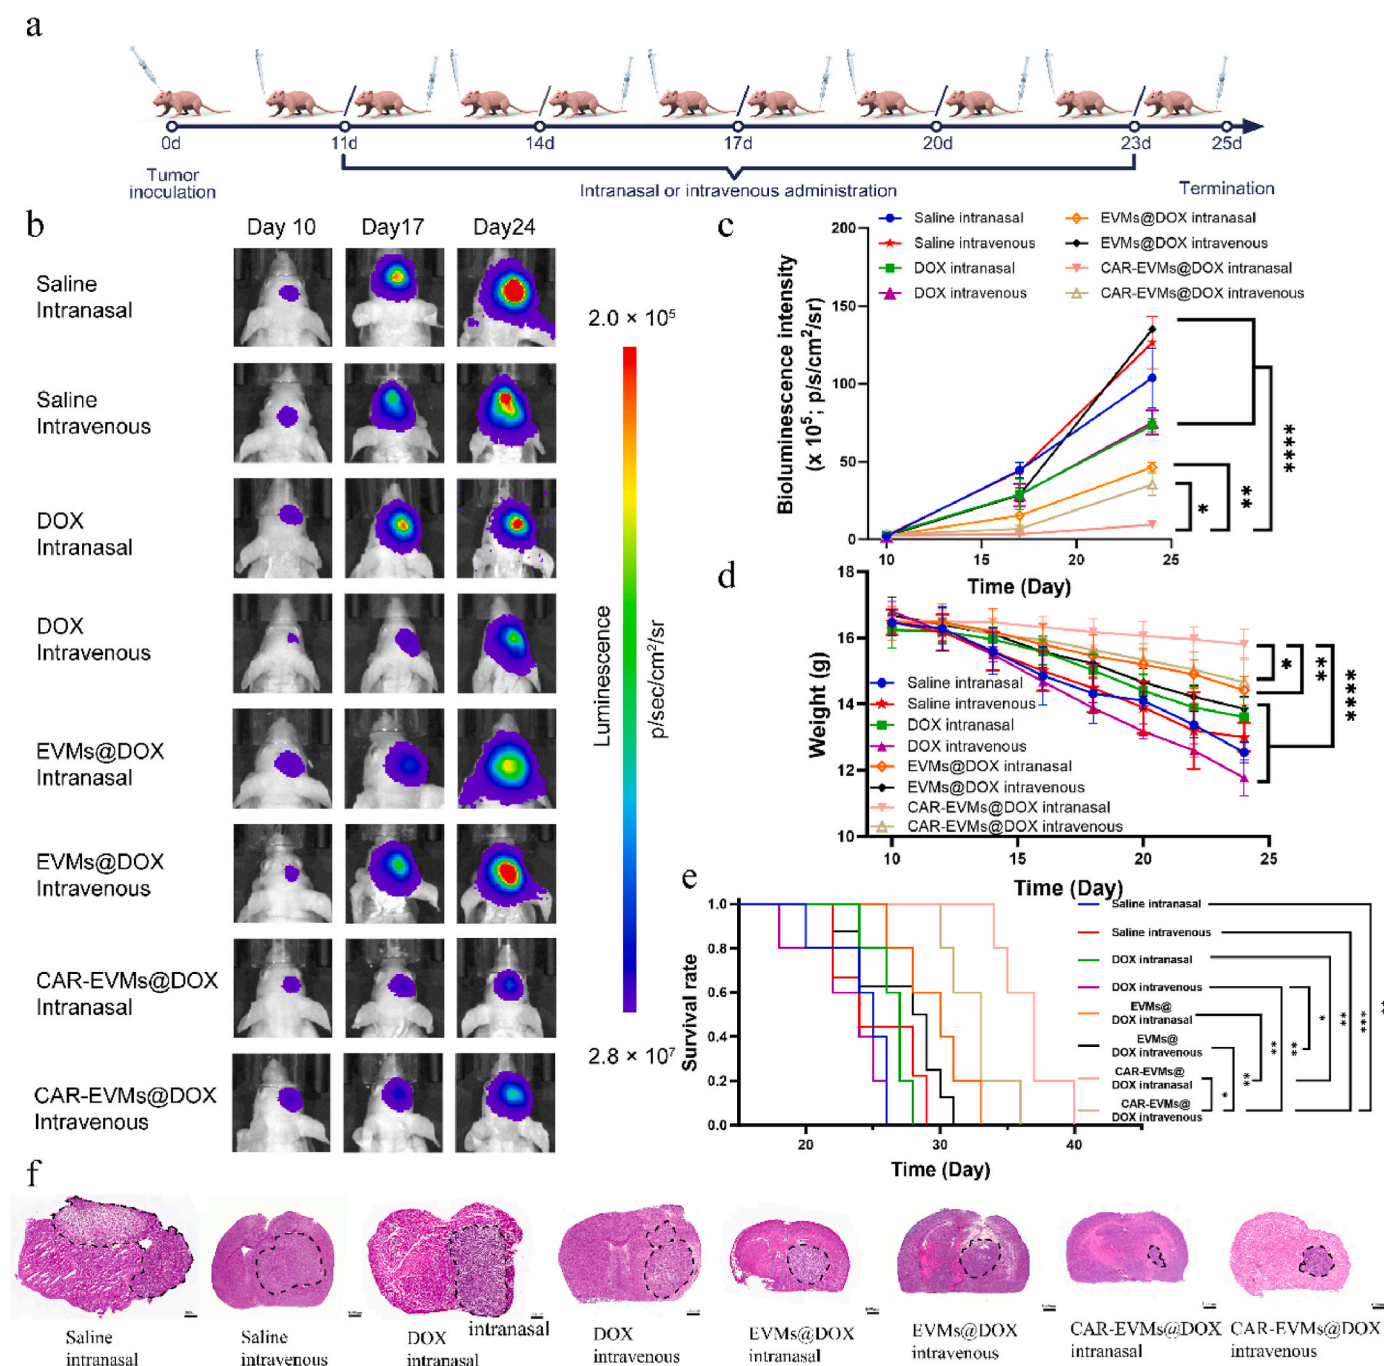 a
0d
11d
14d
17d
20d
23d
25d
Tumor
inoculation
Intranasal or intravenous administration
Termination
b
Day 10
Day17
Day24
Saline
Intranasal
Saline
Intravenous
DOX
Intranasal
DOX
Intravenous
EVMs@DOX
Intranasal
EVMs@DOX
Intravenous
CAR-EVMs@DOX
Intranasal
CAR-EVMs@DOX
Intravenous
2.0 × 10⁵
Luminescence
p/sec/cm²/sr
2.8 × 10⁷
c
Saline intranasal
Saline intravenous
DOX intranasal
DOX intravenous
EVMs@DOX intranasal
EVMs@DOX intravenous
CAR-EVMs@DOX intranasal
CAR-EVMs@DOX intravenous
Bioluminescence intensity
(x 10⁵; p/s/cm²/sr)
200
150
100
50
0
10
15
20
25
Time (Day)
*
**
****
d
Weight (g)
18
16
14
12
10
Saline intranasal
Saline intravenous
DOX intranasal
DOX intravenous
EVMs@DOX intranasal
EVMs@DOX intravenous
CAR-EVMs@DOX intranasal
CAR-EVMs@DOX intravenous
10
15
20
25
Time (Day)
*
**
****
e
Survival rate
1.0
0.8
0.6
0.4
0.2
0.0
20
30
40
Time (Day)
Saline intranasal
Saline intravenous
DOX intranasal
DOX intravenous
EVMs@
DOX intranasal
EVMs@
DOX intravenous
CAR-EVMs@
DOX intranasal
CAR-EVMs@
DOX intravenous
*
**
**
**
*
**
***
**
f
Saline
intranasal
Saline
intravenous
DOX
intranasal
intranasal
DOX
intravenous
EVMs@DOX
intranasal
EVMs@DOX
intravenous
CAR-EVMs@DOX
intranasal
CAR-EVMs@DOX
intravenous